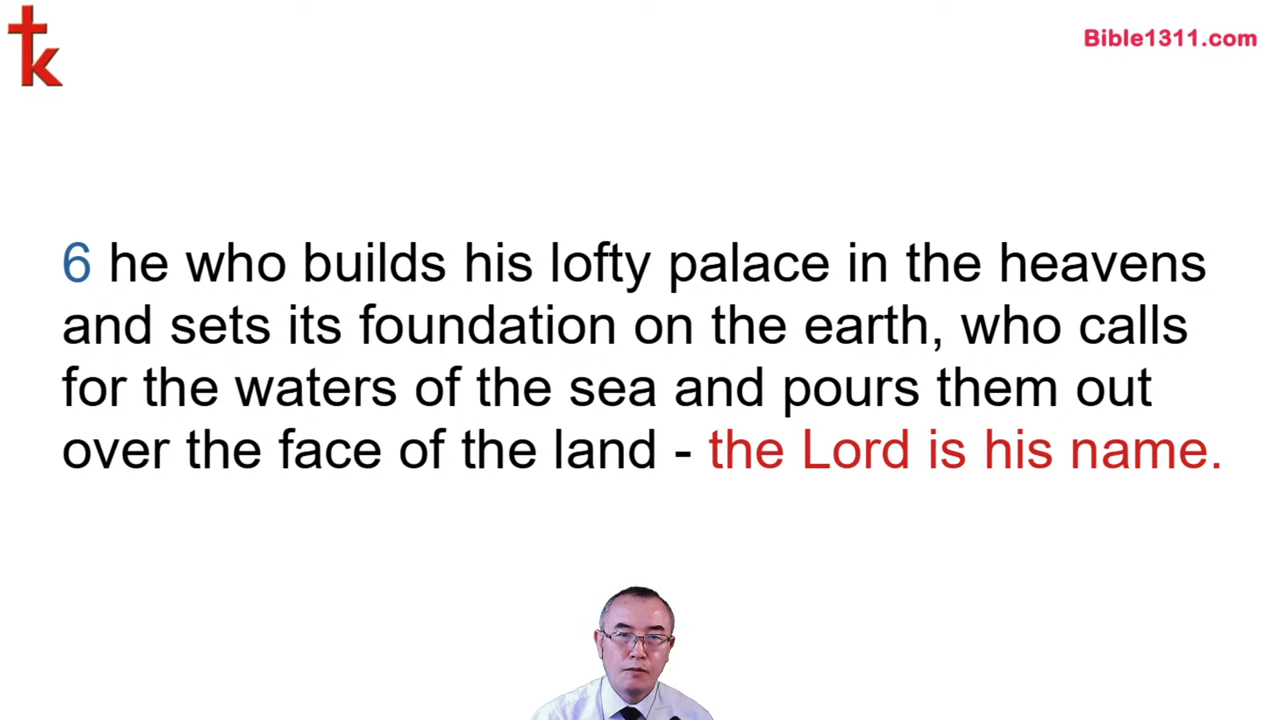 tk
Bible1311.com
6 he who builds his lofty palace in the heavens
and sets its foundation on the earth, who calls
for the waters of the sea and pours them out
over the face of the land - the Lord is his name.